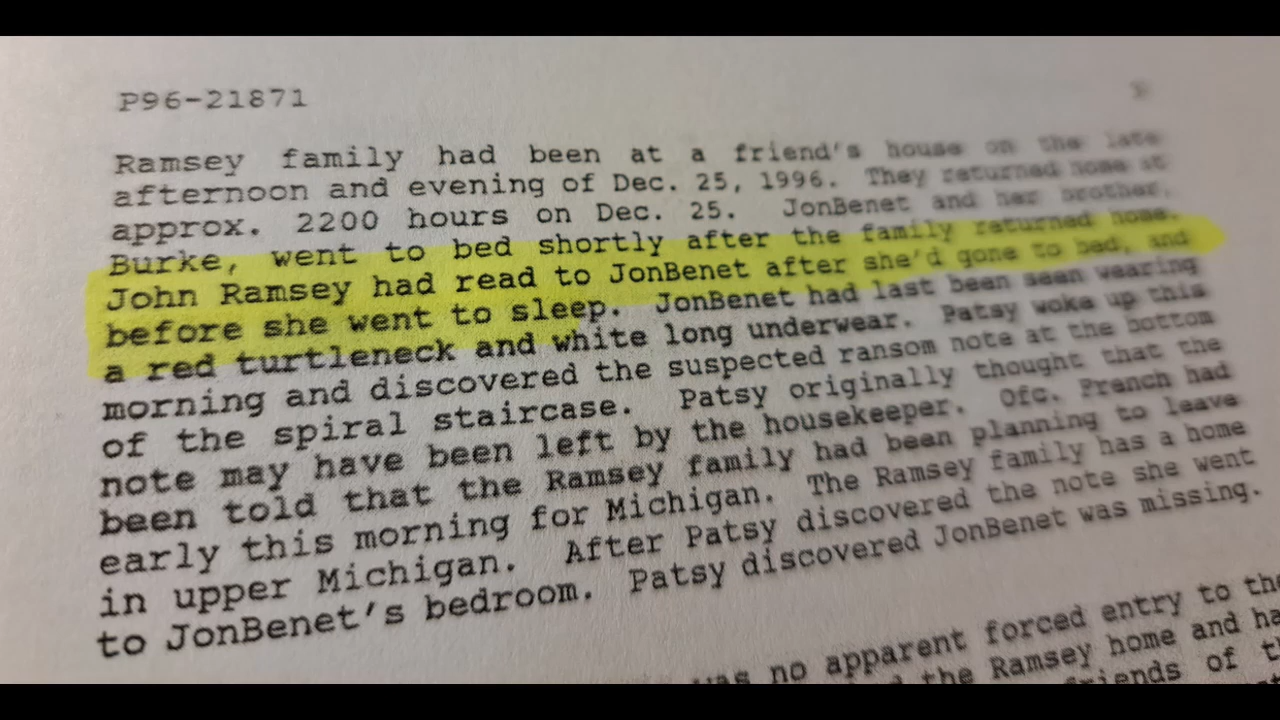 P96-21871
Ramsey family had been at a friend's house on the late
afternoon and evening of Dec. 25, 1996. They returned home at
approx. 2200 hours on Dec. 25. JonBenet and her brother,
Burke, went to bed shortly after the family returned home.
John Ramsey had read to JonBenet after she'd gone to bed, and
before she went to sleep. JonBenet had last been seen wearing
a red turtleneck and white long underwear. Patsy woke up this
morning and discovered the suspected ransom note at the bottom
of the spiral staircase. Patsy originally thought that the
note may have been left by the housekeeper. Ofc. French had
been told that the Ramsey family had been planning to leave
early this morning for Michigan. The Ramsey family has a home
in upper Michigan. After Patsy discovered the note she went
to JonBenet's bedroom. Patsy discovered JonBenet was missing.
was no apparent forced entry to the
the Ramsey home and
friends of